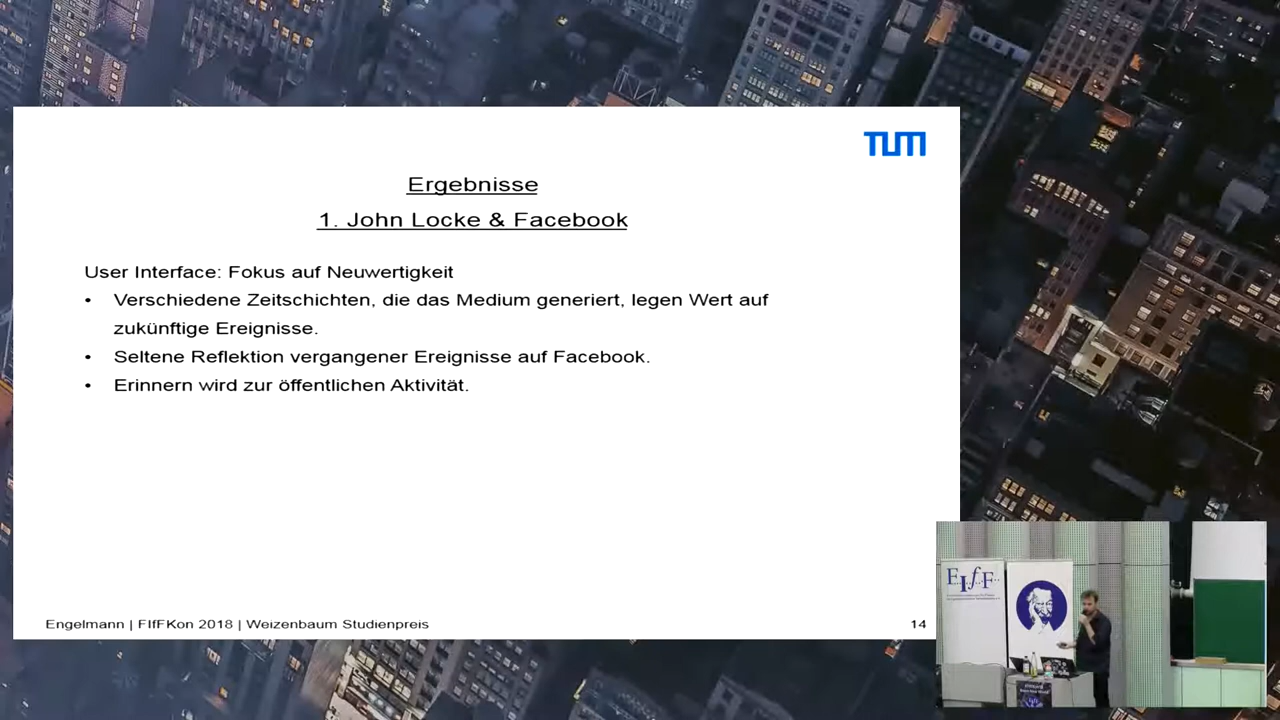 TUM
Ergebnisse
1. John Locke & Facebook
User Interface: Fokus auf Neuwertigkeit
• Verschiedene Zeitschichten, die das Medium generiert, legen Wert auf
zukünftige Ereignisse.
• Seltene Reflektion vergangener Ereignisse auf Facebook.
• Erinnern wird zur öffentlichen Aktivität.
Engelmann | FIfFKon 2018 | Weizenbaum Studienpreis
14
F..I..f..F..